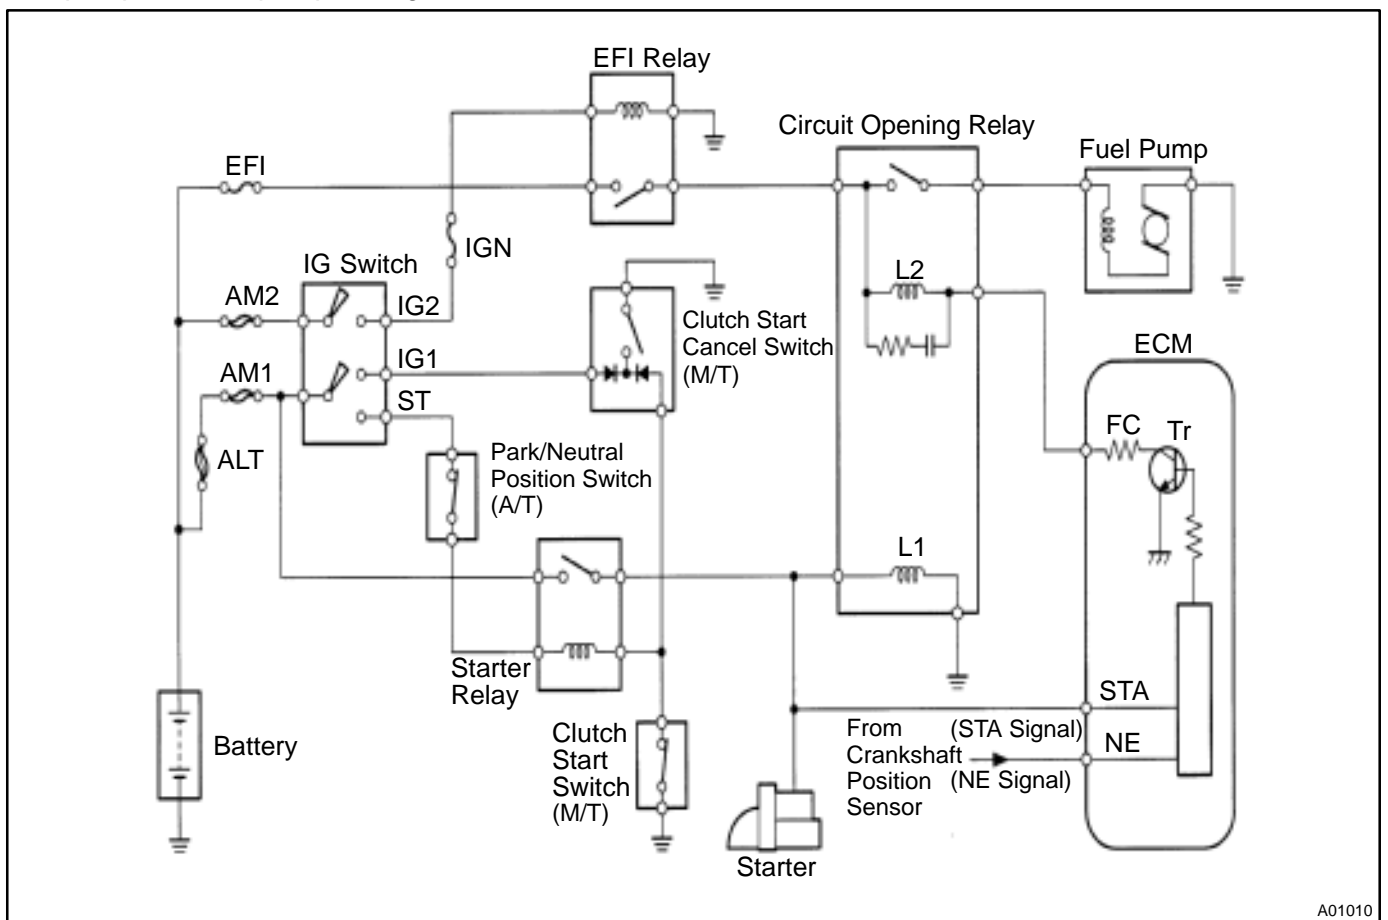 EFI Relay
Circuit Opening Relay
Fuel Pump
EFI
IGN
IG Switch
AM2
IG2
L2
Clutch Start
Cancel Switch
(M/T)
ECM
AM1
IG1
ST
FC
Tr
ALT
Park/Neutral
Position Switch
(A/T)
L1
Starter
Relay
STA
Battery
Clutch
Start
Switch
(M/T)
From
Crankshaft
Position
Sensor
(STA Signal)
(NE Signal)
NE
Starter
A01010